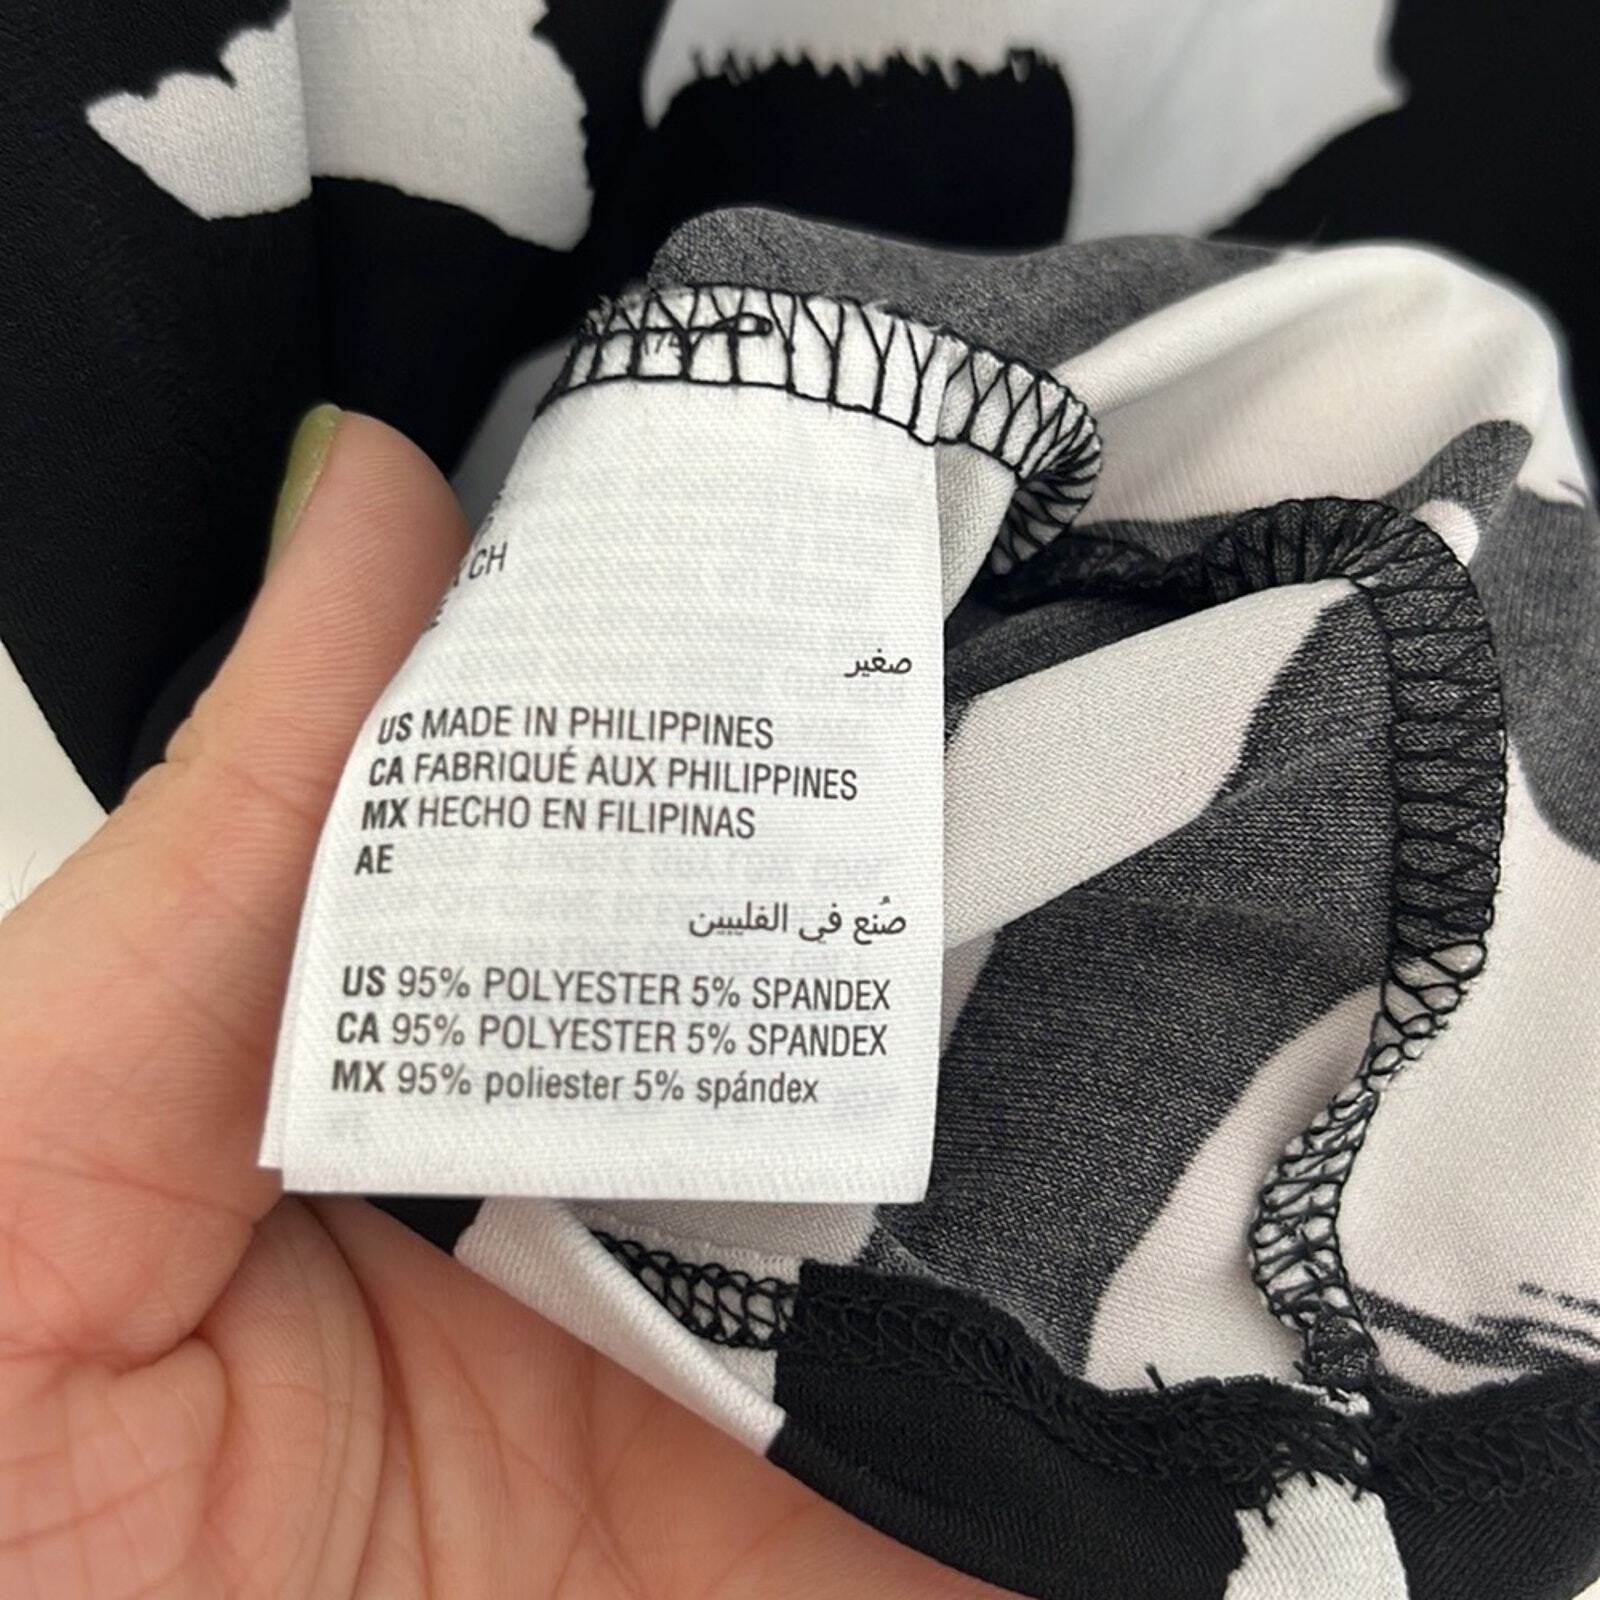 CH
صغير
US MADE IN PHILIPPINES
CA FABRIQUÉ AUX PHILIPPINES
MX HECHO EN FILIPINAS
AE
صُنع في الفليبين
US 95% POLYESTER 5% SPANDEX
CA 95% POLYESTER 5% SPANDEX
MX 95% poliester 5% spándex